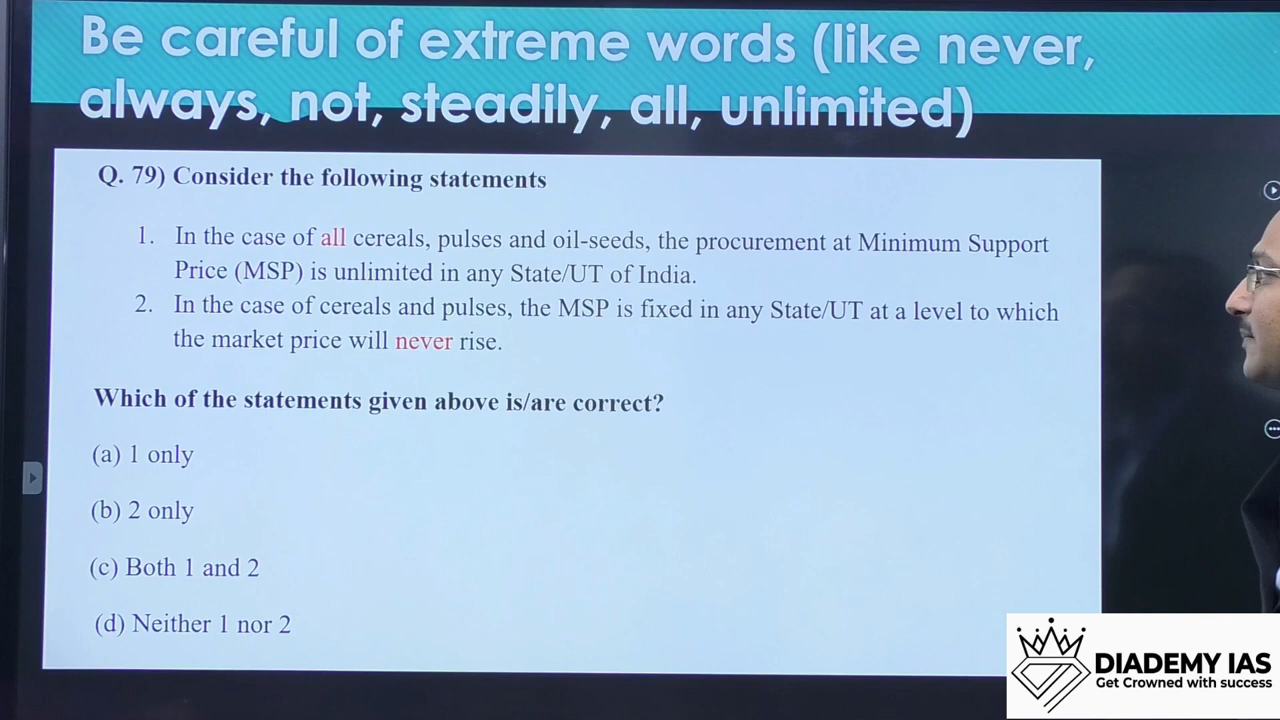 Be careful of extreme words (like never,
always, not, steadily, all, unlimited)
Q. 79) Consider the following statements
1. In the case of all cereals, pulses and oil-seeds, the procurement at Minimum Support
Price (MSP) is unlimited in any State/UT of India.
2. In the case of cereals and pulses, the MSP is fixed in any State/UT at a level to which
the market price will never rise.
Which of the statements given above is/are correct?
(a) 1 only
(b) 2 only
(c) Both 1 and 2
(d) Neither 1 nor 2
DIADEMY IAS
Get Crowned with success